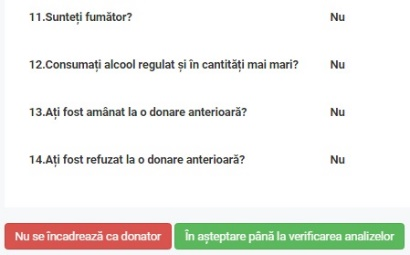 11.Sunteți fumător? Nu
12.Consumați alcool regulat și în cantități mai mari? Nu
13.Ați fost amânat la o donare anterioară? Nu
14.Ați fost refuzat la o donare anterioară? Nu
Nu se încadrează ca donator În așteptare până la verificarea analizelor